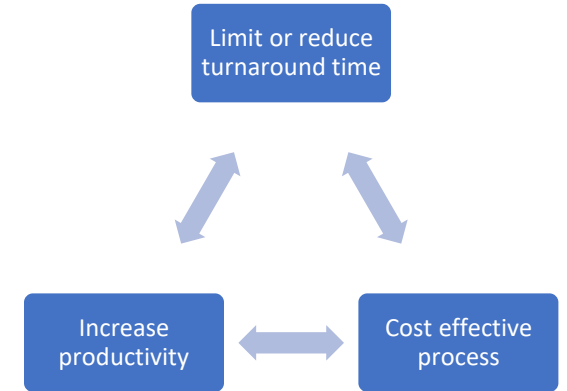 Limit or reduce
turnaround time
Increase
productivity
Cost effective
process